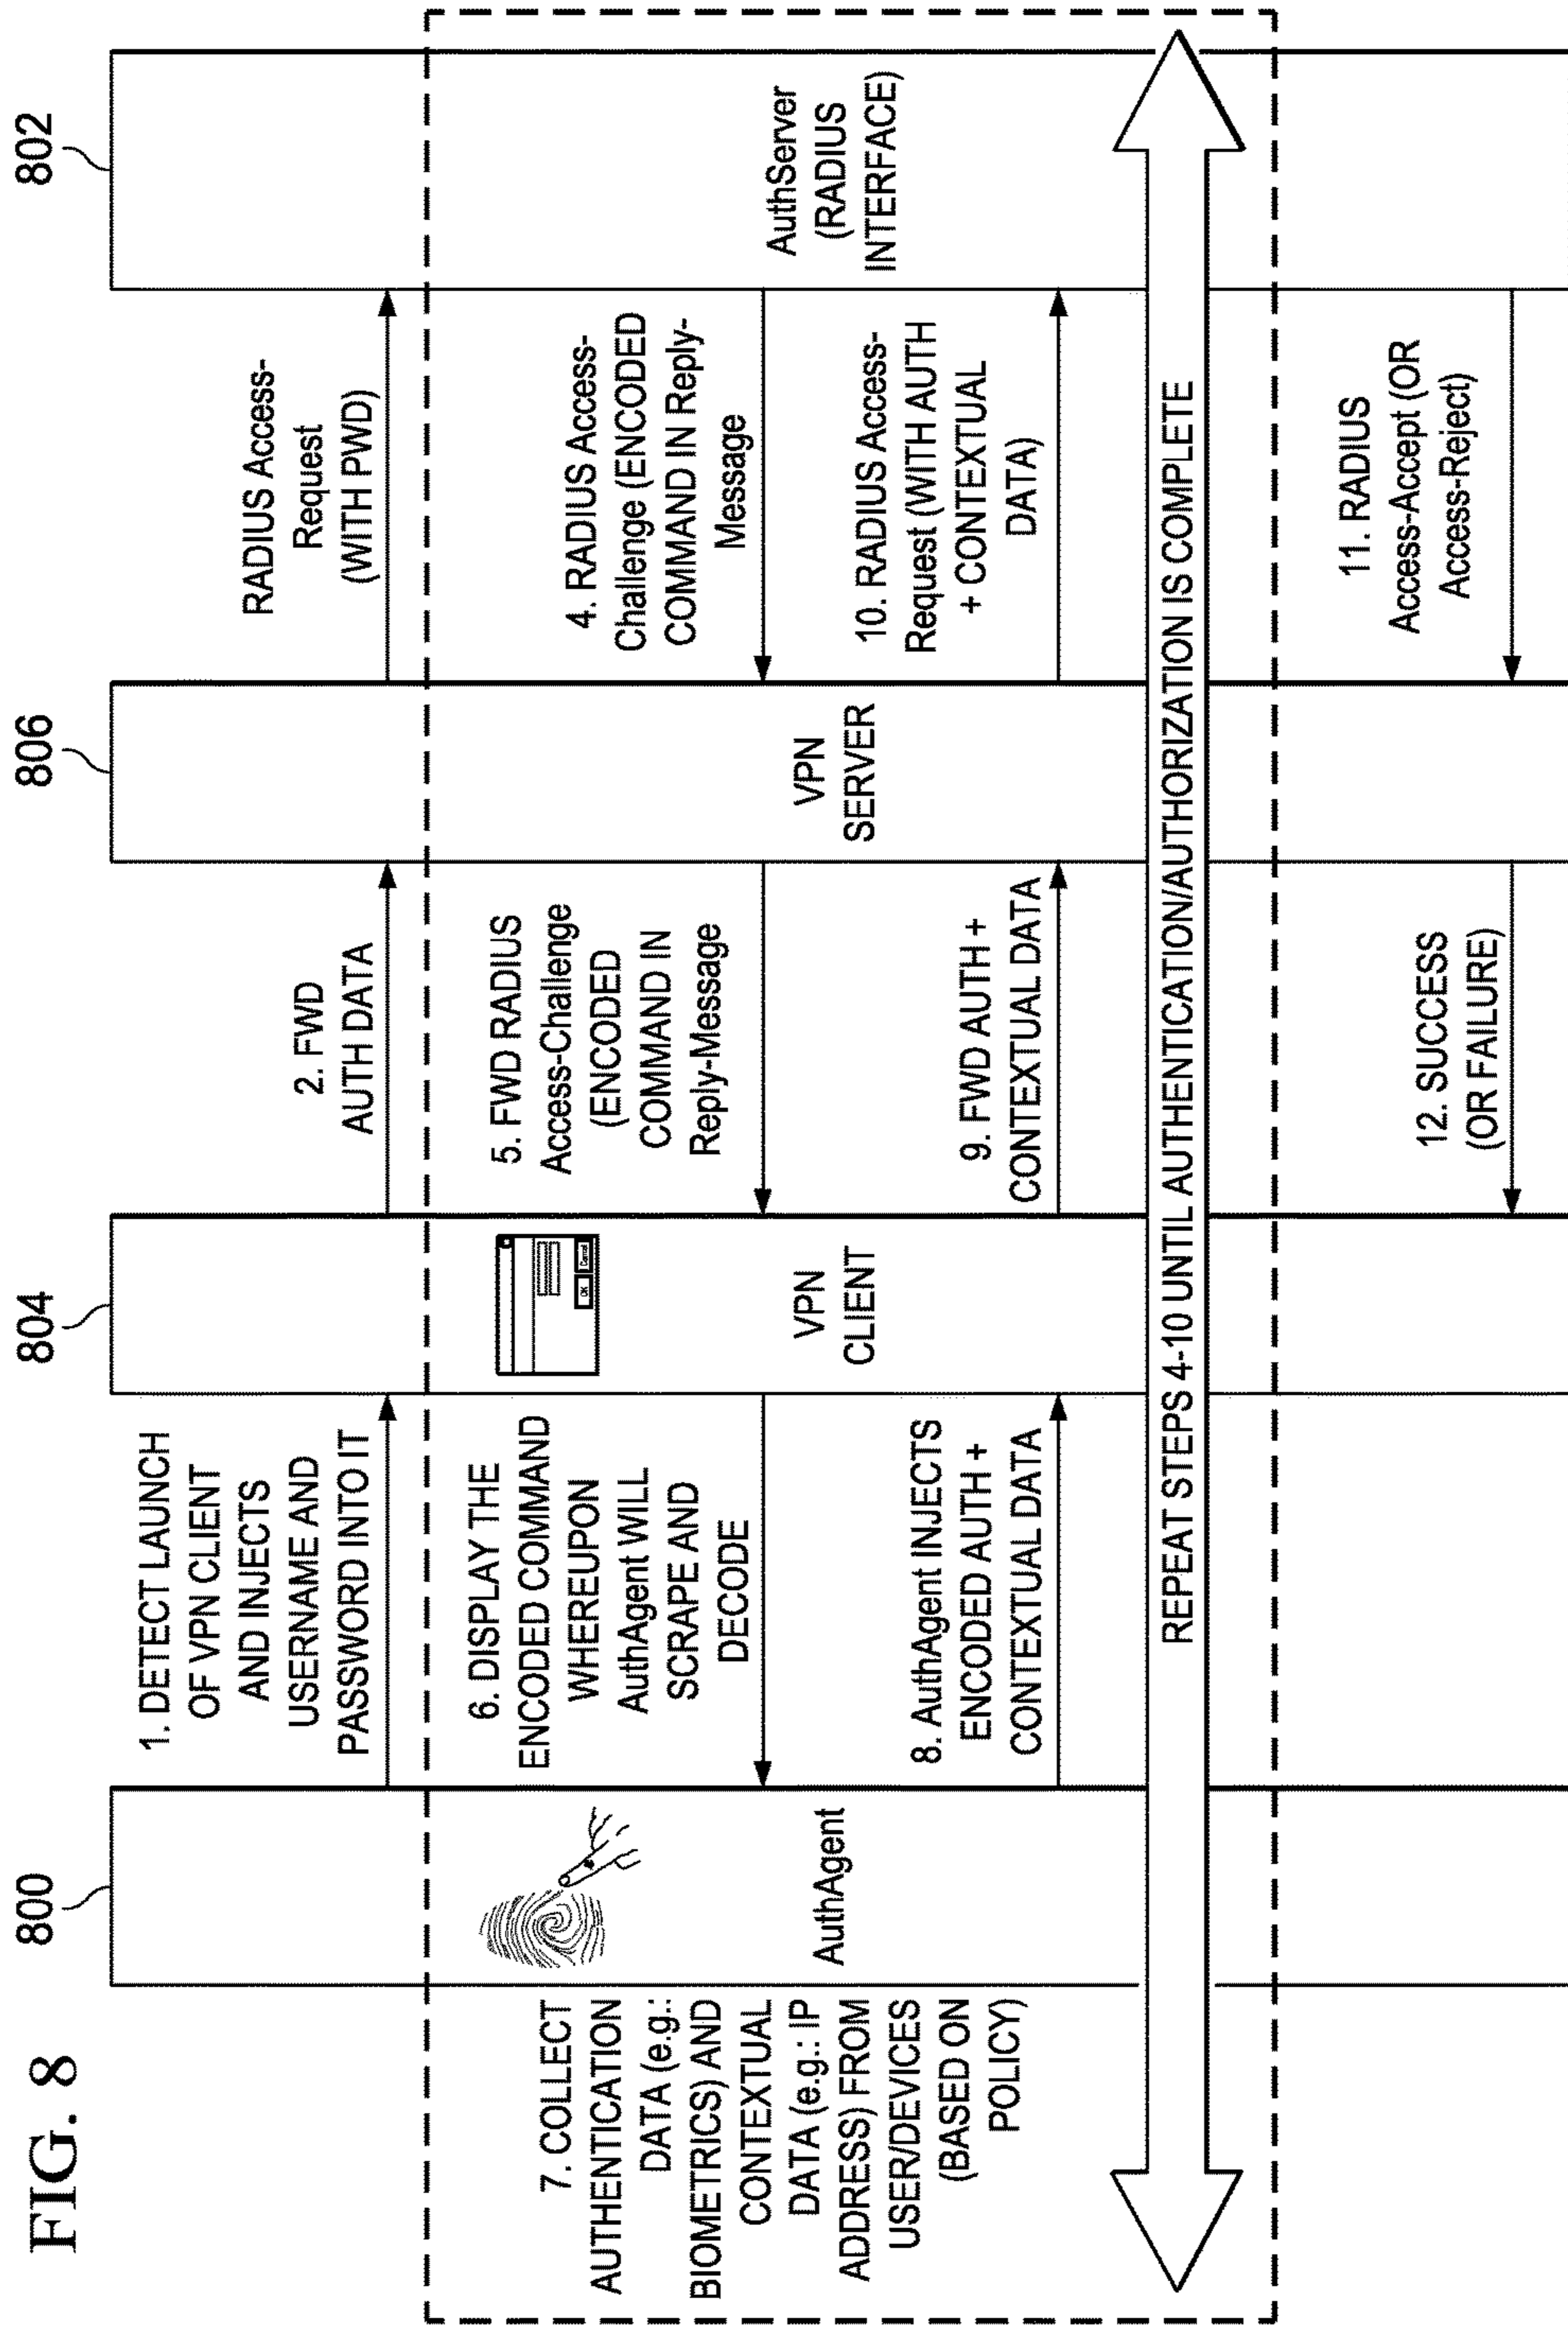 FIG. 8
800
804
806
802
1. DETECT LAUNCH
OF VPN CLIENT
AND INJECTS
USERNAME AND
PASSWORD INTO IT
2. FWD
AUTH DATA
RADIUS Access-
Request
(WITH PWD)
7. COLLECT
AUTHENTICATION
DATA (e.g.:
BIOMETRICS) AND
CONTEXTUAL
DATA (e.g.: IP
ADDRESS) FROM
USER/DEVICES
(BASED ON
POLICY)
AuthAgent
6. DISPLAY THE
ENCODED COMMAND
WHEREUPON
AuthAgent WILL
SCRAPE AND
DECODE
OK
Cancel
VPN
CLIENT
5. FWD RADIUS
Access-Challenge
(ENCODED
COMMAND IN
Reply-Message
VPN
SERVER
4. RADIUS Access-
Challenge (ENCODED
COMMAND IN Reply-
Message
AuthServer
(RADIUS
INTERFACE)
8. AuthAgent INJECTS
ENCODED AUTH +
CONTEXTUAL DATA
9. FWD AUTH +
CONTEXTUAL DATA
10. RADIUS Access-
Request (WITH AUTH
+ CONTEXTUAL
DATA)
REPEAT STEPS 4-10 UNTIL AUTHENTICATION/AUTHORIZATION IS COMPLETE
12. SUCCESS
(OR FAILURE)
11. RADIUS
Access-Accept (OR
Access-Reject)